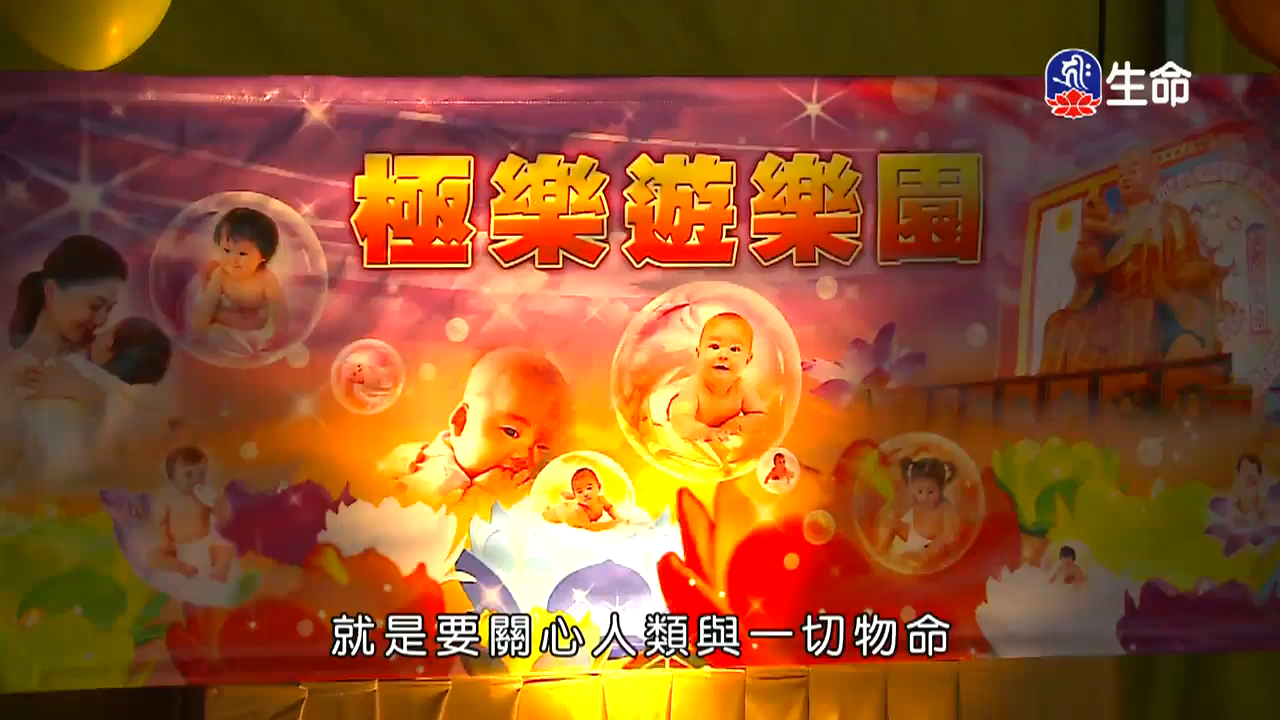 生命
極樂遊樂園
就是要關心人類與一切物命